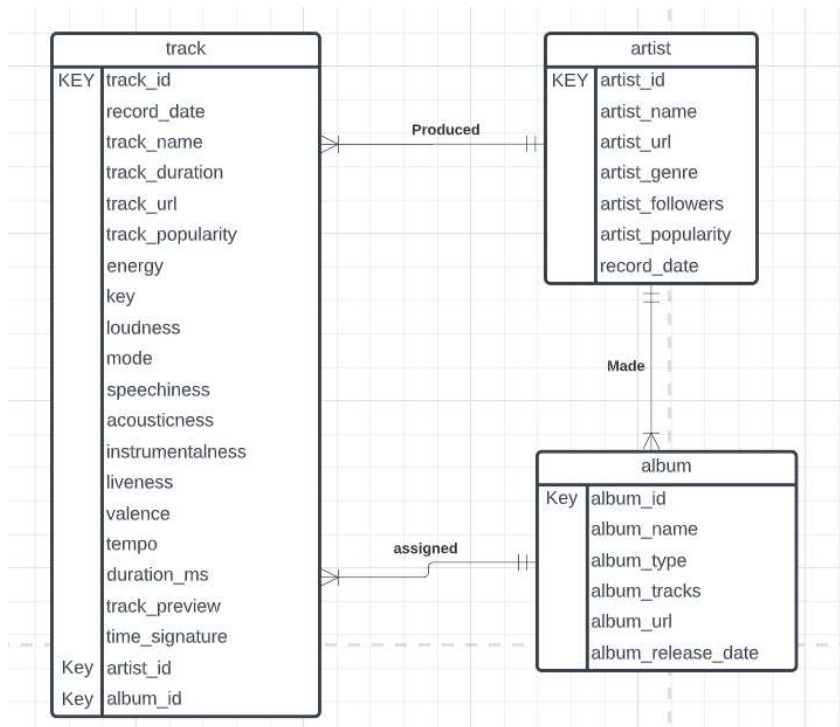 track
KEY track_id
record_date
track_name
track_duration
track_url
track_popularity
energy
key
loudness
mode
speechiness
acousticness
instrumentalness
liveness
valence
tempo
duration_ms
track_preview
time_signature
Key artist_id
Key album_id
Produced
artist
KEY artist_id
artist_name
artist_url
artist_genre
artist_followers
artist_popularity
record_date
Made
assigned
album
Key album_id
album_name
album_type
album_tracks
album_url
album_release_date